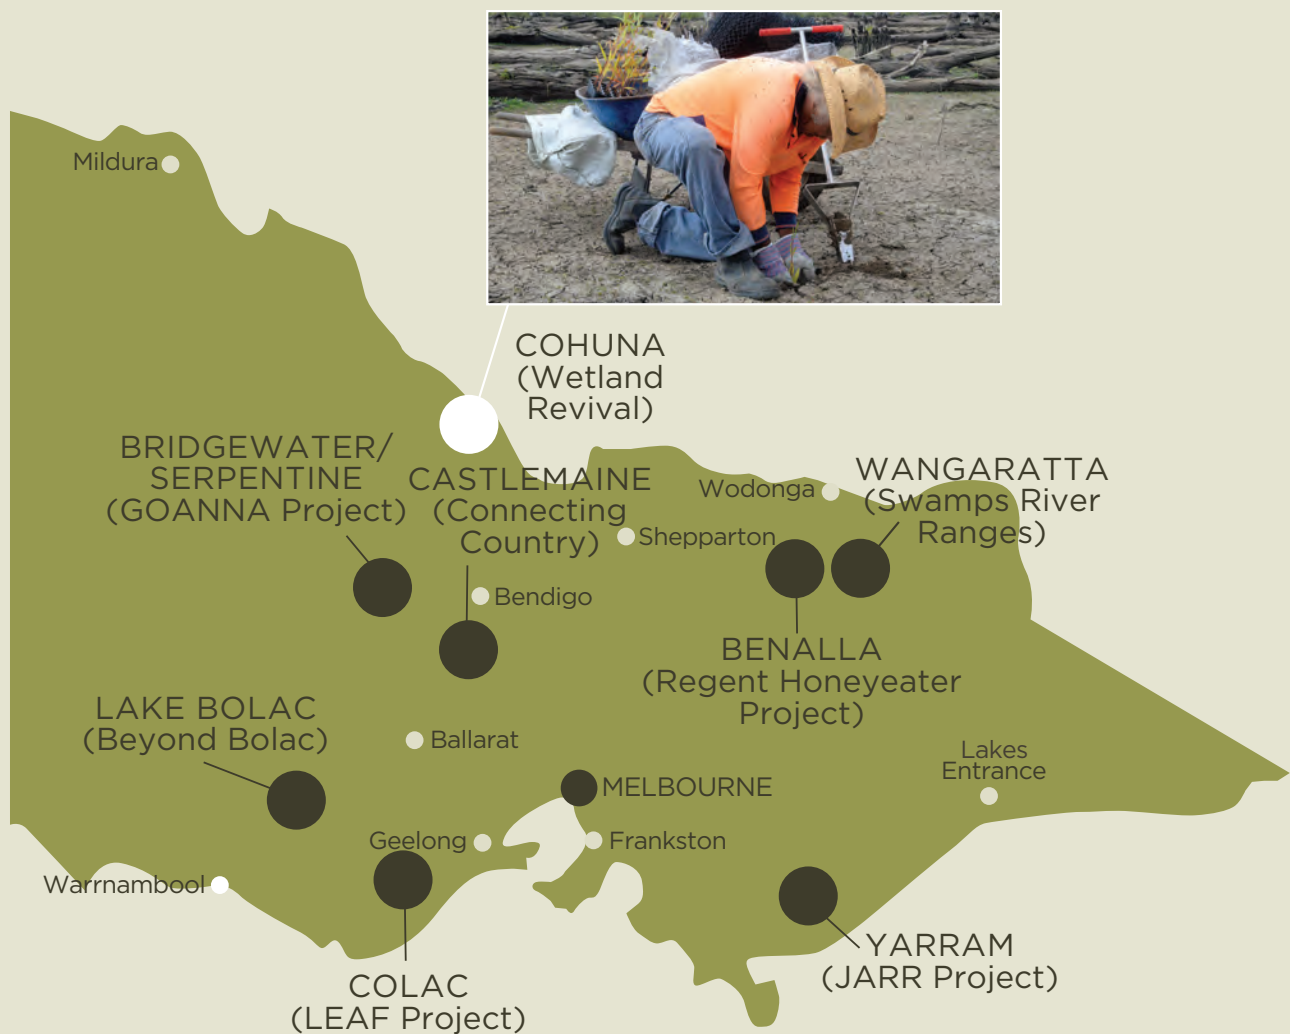 Mildura
COHUNA
(Wetland
Revival)
BRIDGEWATER/
SERPENTINE
(GOANNA Project)
CASTLEMAINE
(Connecting
Country)
WANGARATTA
(Swamps River
Ranges)
Wodonga
Shepparton
Bendigo
BENALLA
(Regent Honeyeater
Project)
LAKE BOLAC
(Beyond Bolac)
Ballarat
Lakes
Entrance
MELBOURNE
Geelong
Frankston
Warrnambool
YARRAM
(JARR Project)
COLAC
(LEAF Project)